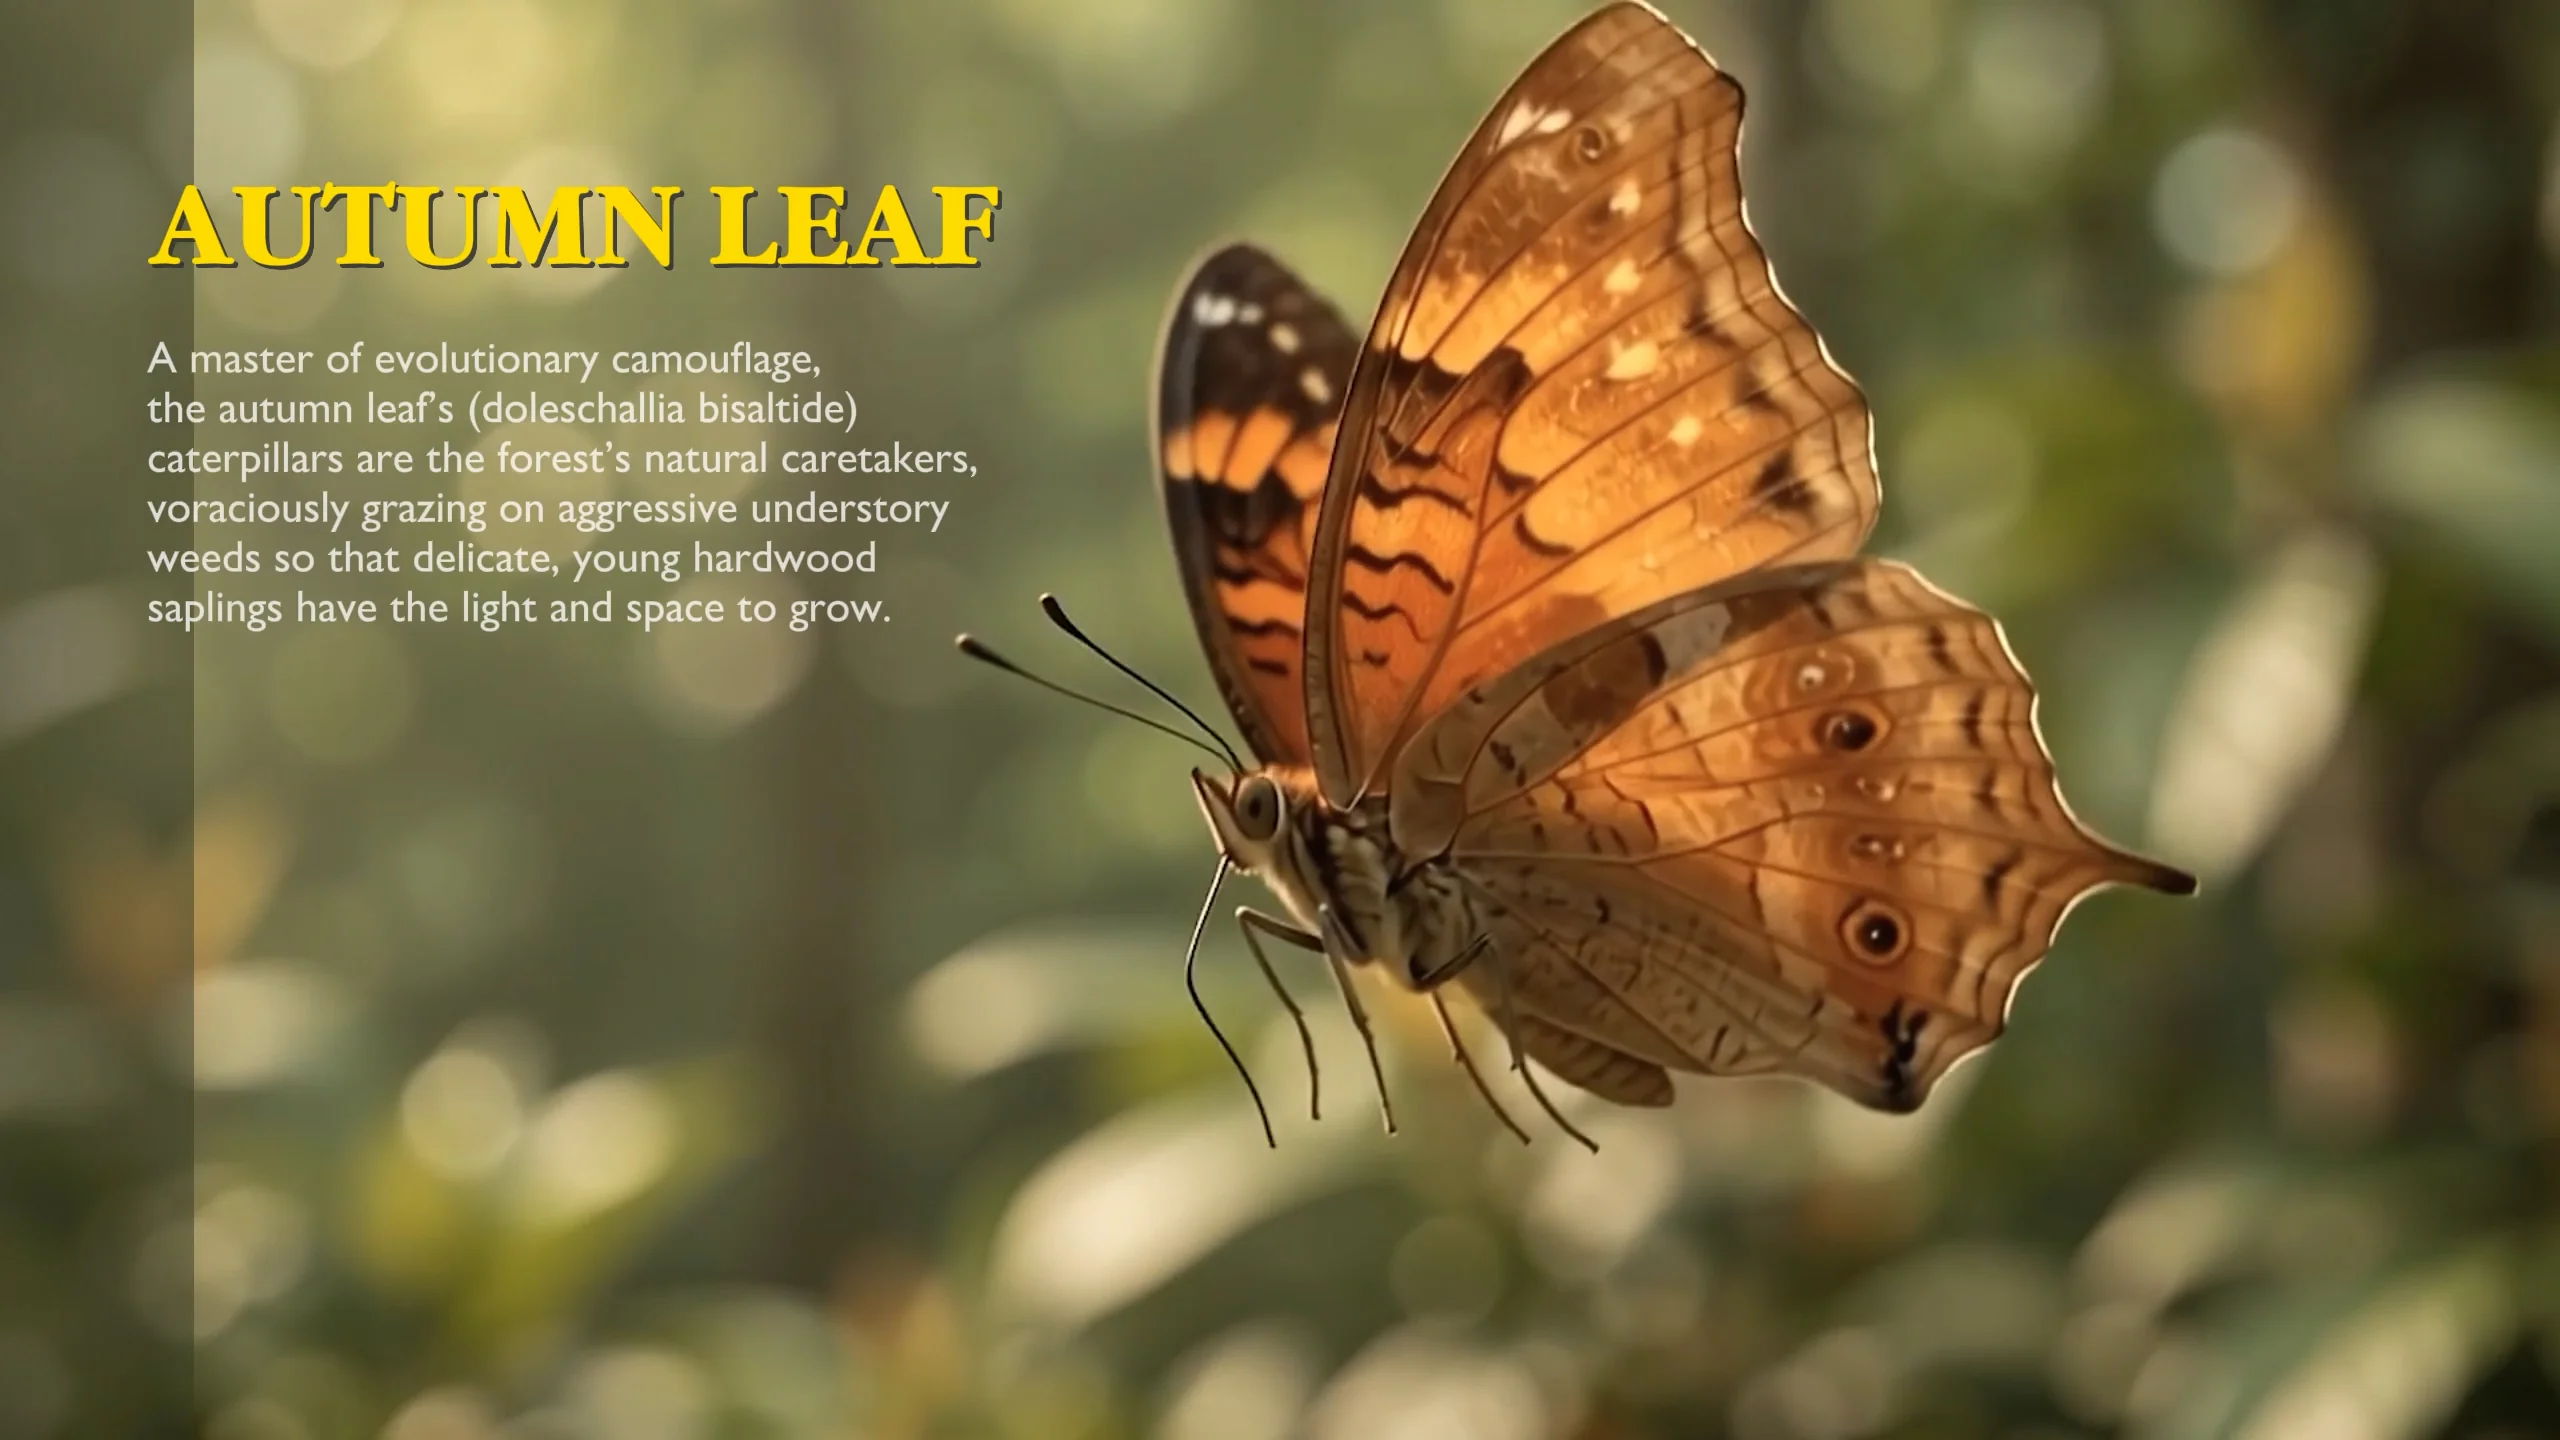 AUTUMN LEAF
A master of evolutionary camouflage,
the autumn leaf’s (doleschallia bisaltide)
caterpillars are the forest’s natural caretakers,
voraciously grazing on aggressive understory
weeds so that delicate, young hardwood
saplings have the light and space to grow.